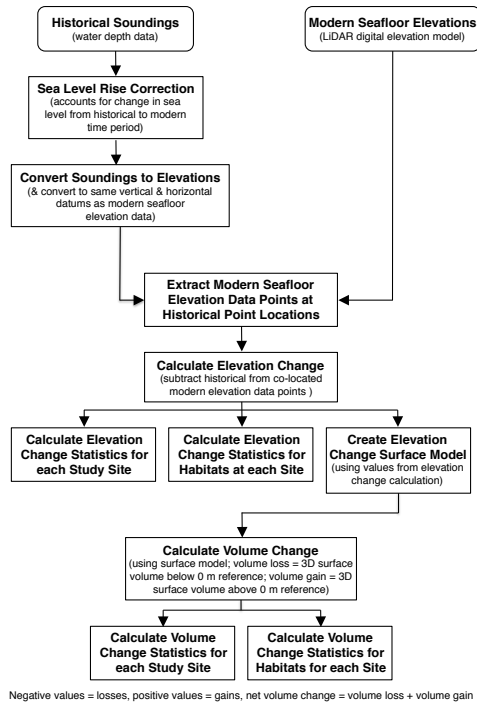 Historical Soundings
(water depth data)
Modern Seafloor Elevations
(LiDAR digital elevation model)
Sea Level Rise Correction
(accounts for change in sea
level from historical to modern
time period)
Convert Soundings to Elevations
(& convert to same vertical & horizontal
datums as modern seafloor
elevation data)
Extract Modern Seafloor
Elevation Data Points at
Historical Point Locations
Calculate Elevation Change
(subtract historical from co-located
modern elevation data points )
Calculate Elevation
Change Statistics for
each Study Site
Calculate Elevation
Change Statistics for
Habitats at each Site
Create Elevation
Change Surface Model
(using values from elevation
change calculation)
Calculate Volume Change
(using surface model; volume loss = 3D surface
volume below 0 m reference; volume gain = 3D
surface volume above 0 m reference)
Calculate Volume
Change Statistics for
each Study Site
Calculate Volume
Change Statistics for
Habitats for each Site
Negative values = losses, positive values = gains, net volume change = volume loss + volume gain